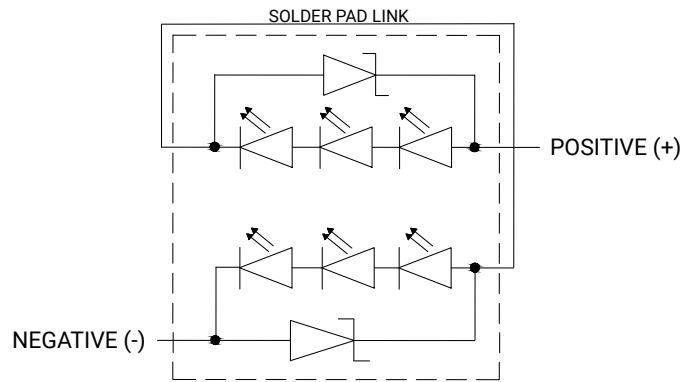 SOLDER PAD LINK
POSITIVE (+)
NEGATIVE (-)